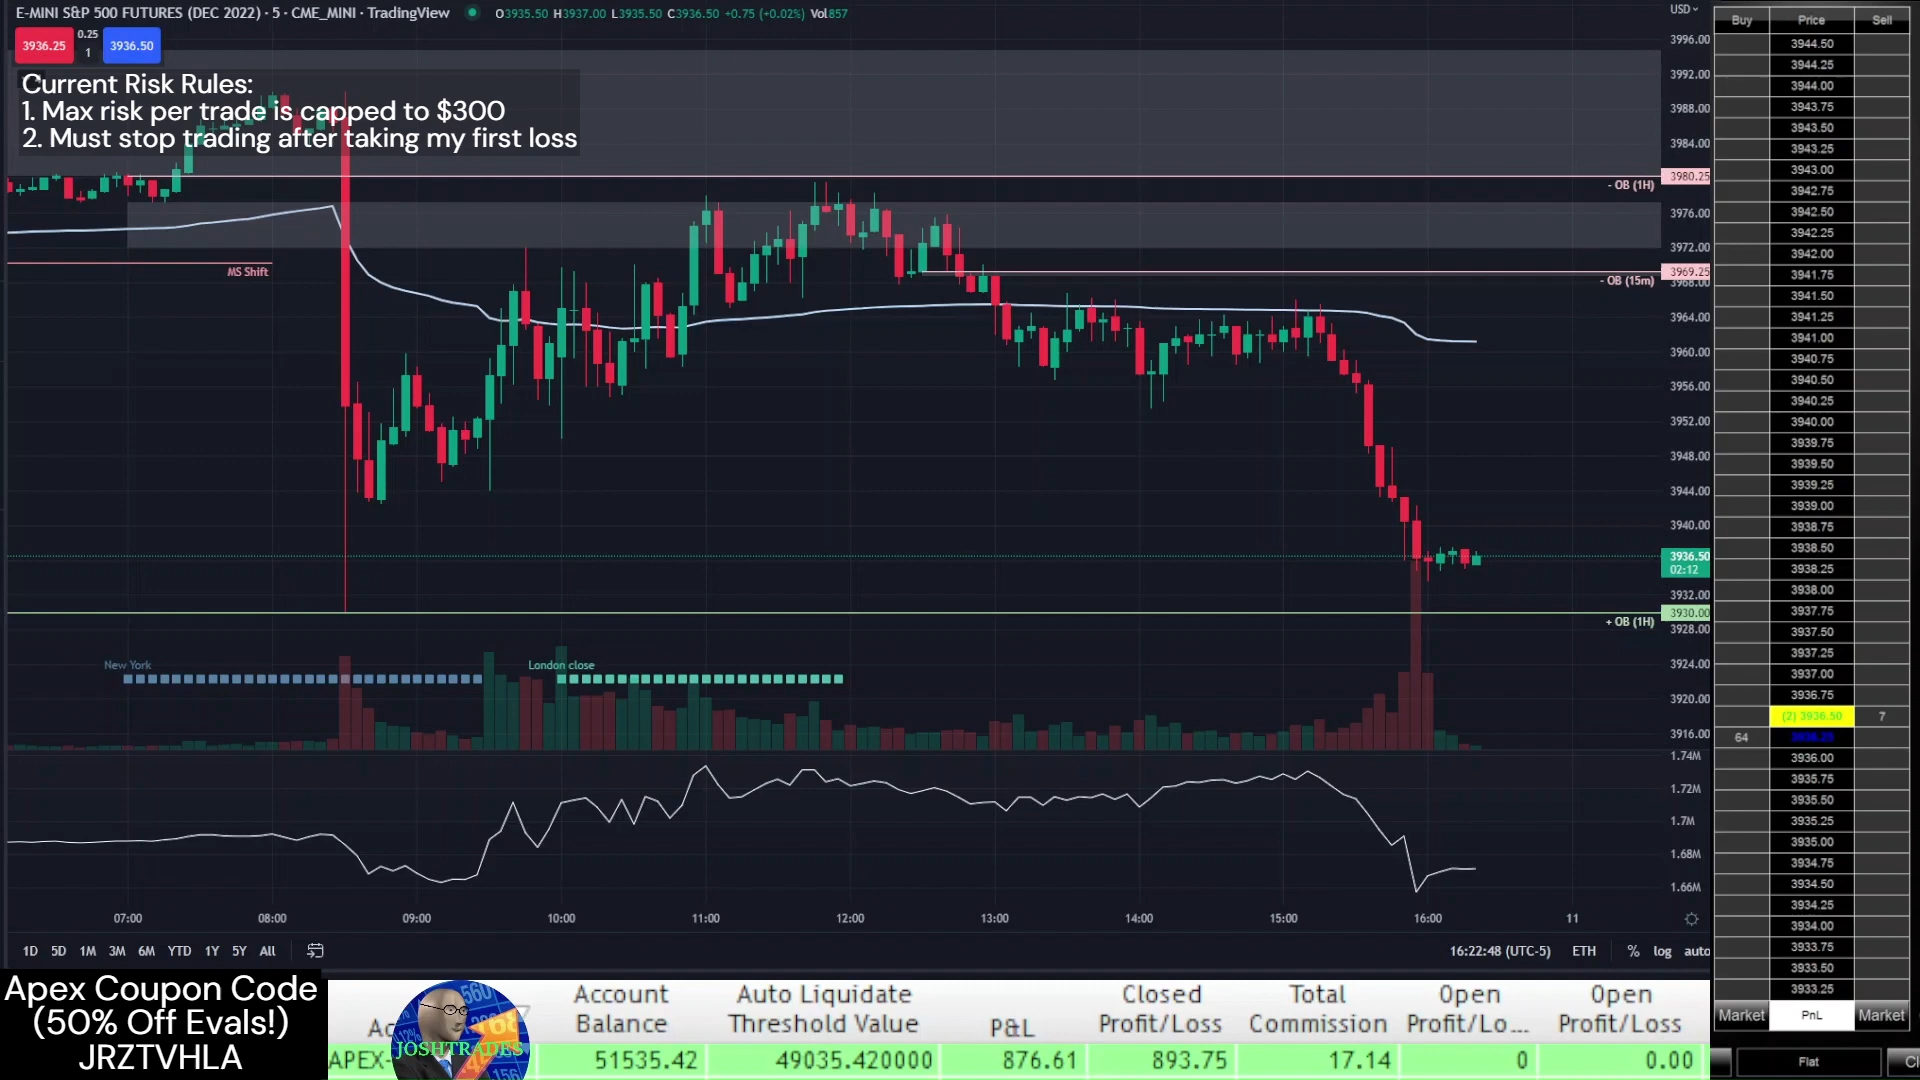 E-MINI S&P 500 FUTURES (DEC 2022) · 5 · CME_MINI · TradingView
O3935.50 H3937.00 L3935.50 C3936.50 +0.75 (+0.02%) Vol857
3936.25
0.25
1
3936.50
Current Risk Rules:
1. Max risk per trade is capped to $300
2. Must stop trading after taking my first loss
MS Shift
- OB (1H)
- OB (15m)
+ OB (1H)
New York
London close
USD
3996.00
3992.00
3988.00
3984.00
3980.25
3976.00
3972.00
3969.25
3968.00
3964.00
3960.00
3956.00
3952.00
3948.00
3944.00
3940.00
3936.50
02:12
3932.00
3930.00
3928.00
3924.00
3920.00
3916.00
1.74M
1.72M
1.7M
1.68M
1.66M
07:00 08:00 09:00 10:00 11:00 12:00 13:00 14:00 15:00 16:00 11
1D 5D 1M 3M 6M YTD 1Y 5Y All
16:22:48 (UTC-5) ETH % log auto
Buy Price Sell
3944.50
3944.25
3944.00
3943.75
3943.50
3943.25
3943.00
3942.75
3942.50
3942.25
3942.00
3941.75
3941.50
3941.25
3941.00
3940.75
3940.50
3940.25
3940.00
3939.75
3939.50
3939.25
3939.00
3938.75
3938.50
3938.25
3938.00
3937.75
3937.50
3937.25
3937.00
3936.75
(2) 3936.50 7
64 3936.25
3936.00
3935.75
3935.50
3935.25
3935.00
3934.75
3934.50
3934.25
3934.00
3933.75
3933.50
3933.25
Market PnL Market
Flat
Apex Coupon Code
(50% Off Evals!)
JRZTVHLA
JOSHTRADES
Account Balance
Auto Liquidate Threshold Value
P&L
Closed Profit/Loss
Total Commission
Open Profit/Lo...
Open Profit/Loss
APEX- 51535.42 49035.420000 876.61 893.75 17.14 0 0.00